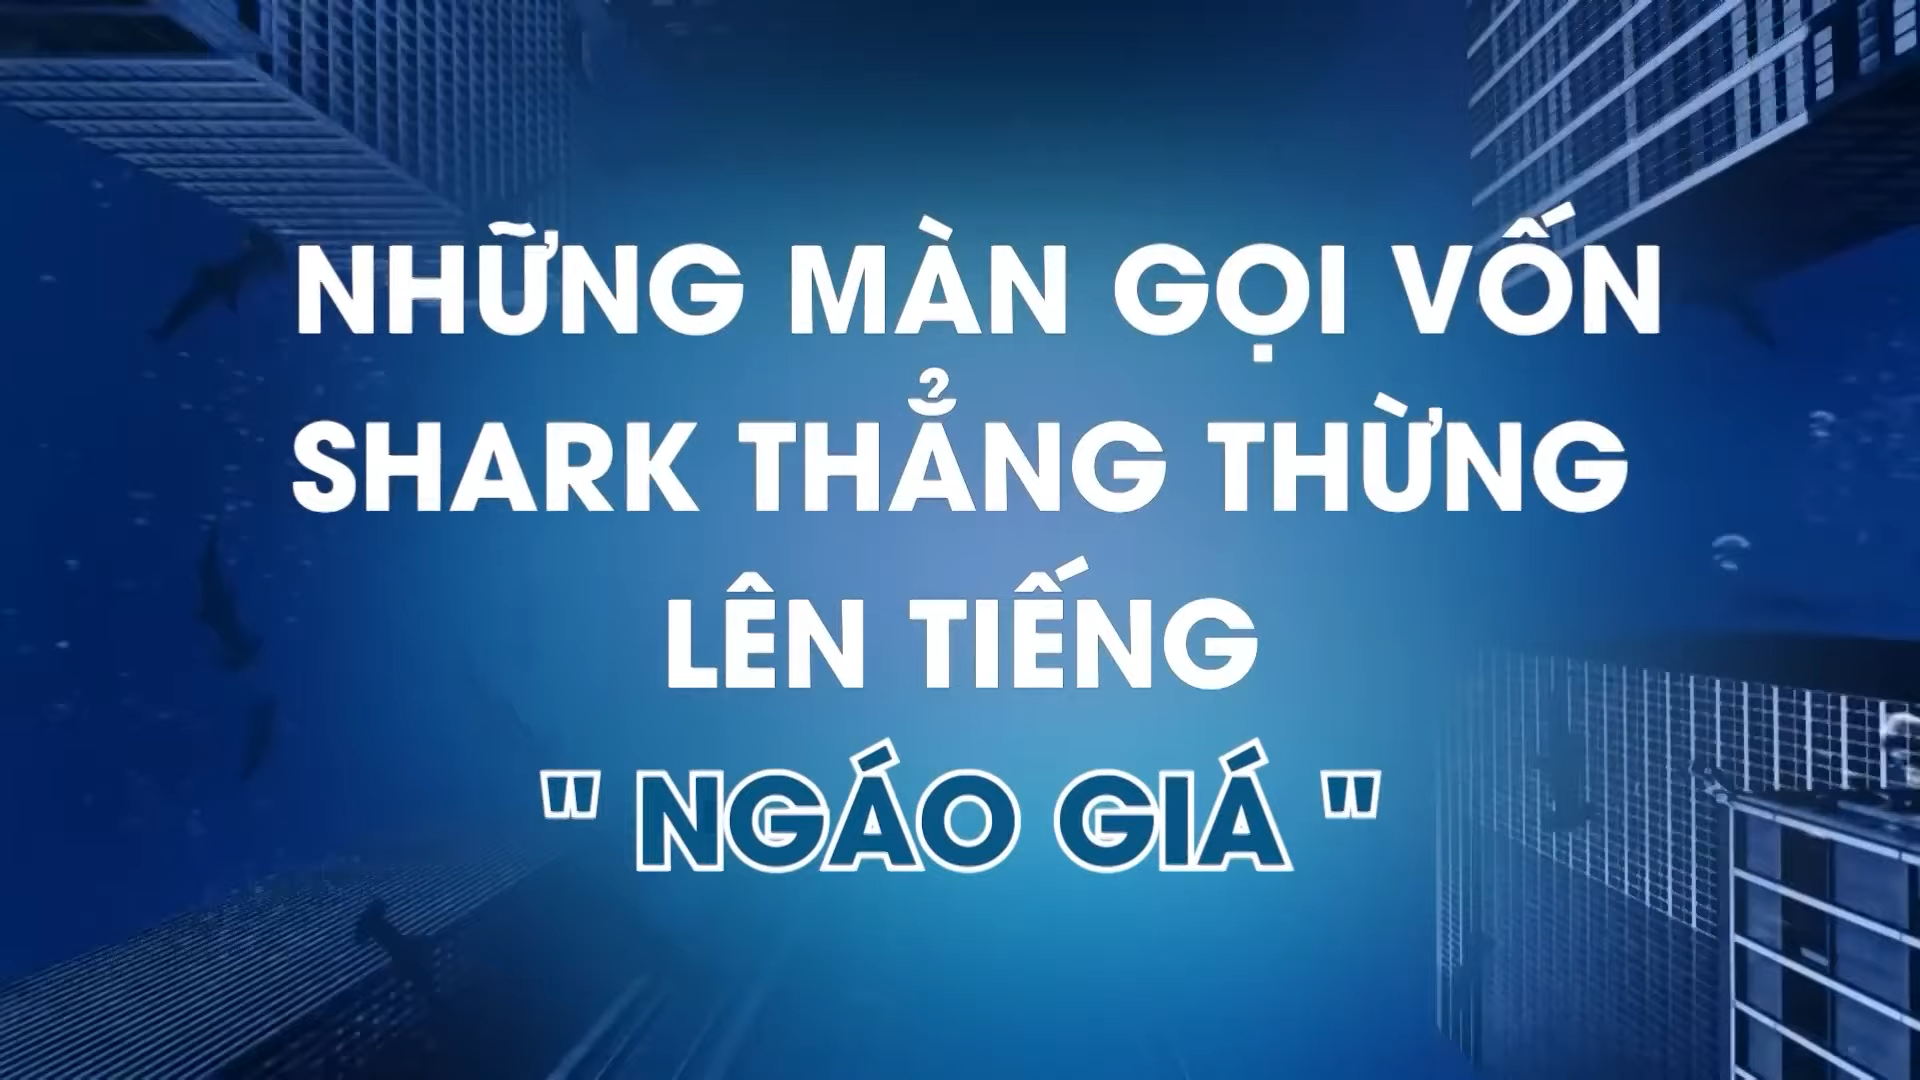 NHỮNG MÀN GỌI VỐN
SHARK THẲNG THỪNG
LÊN TIẾNG
" NGÁO GIÁ "